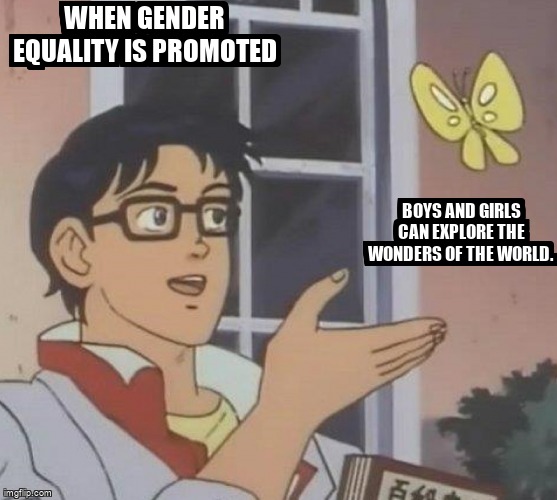 WHEN GENDER
EQUALITY IS PROMOTED
BOYS AND GIRLS
CAN EXPLORE THE
WONDERS OF THE WORLD.
imgflip.com